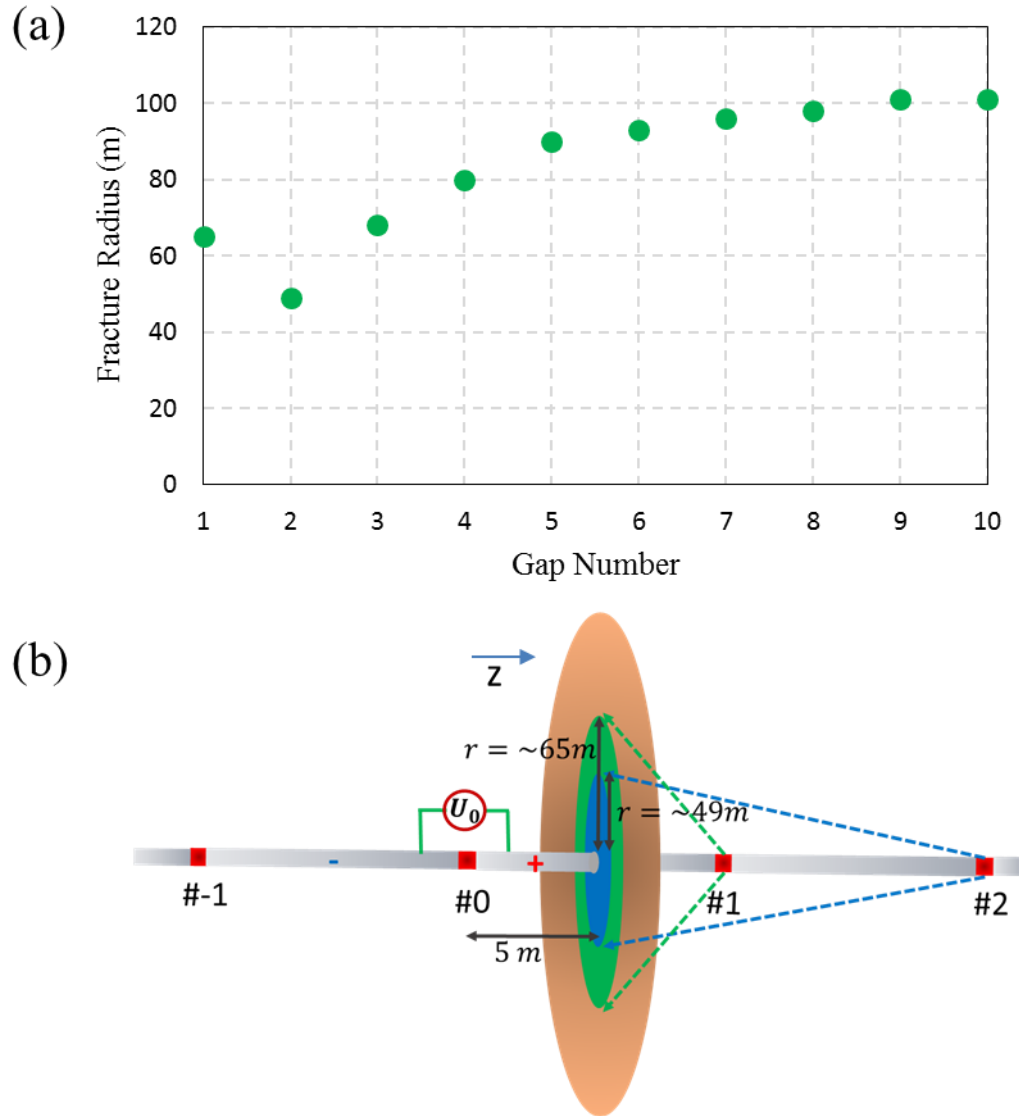 (a)
120
100
80
60
40
20
0
Fracture Radius (m)
1 2 3 4 5 6 7 8 9 10
Gap Number
(b)
Z
r = ~65m
r = ~49m
U₀
- +
#-1 #0 #1 #2
5 m